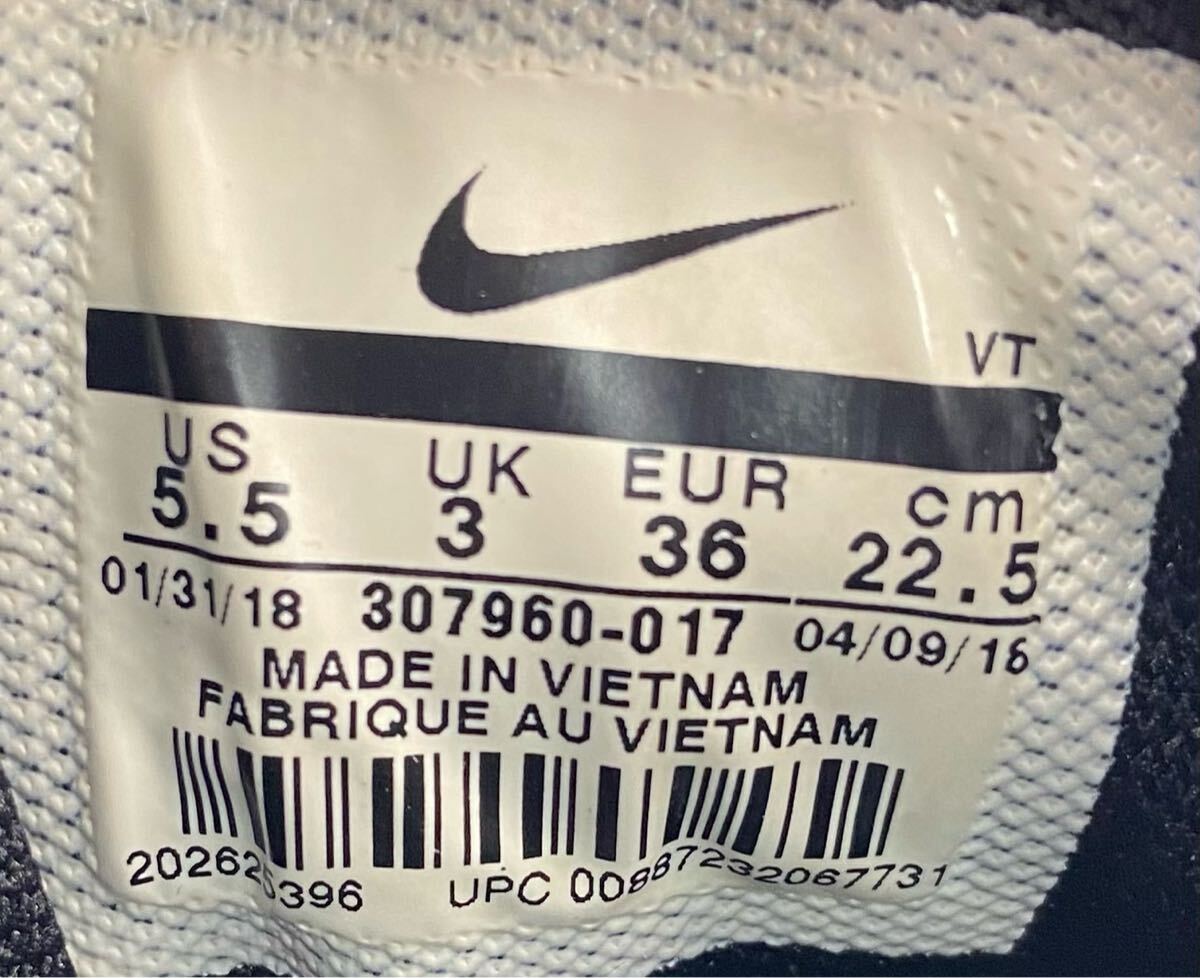 VT
US UK EUR cm
5.5 3 36 22.5
01/31/18 307960-017 04/09/18
MADE IN VIETNAM
FABRIQUE AU VIETNAM
UPC 00887232067731